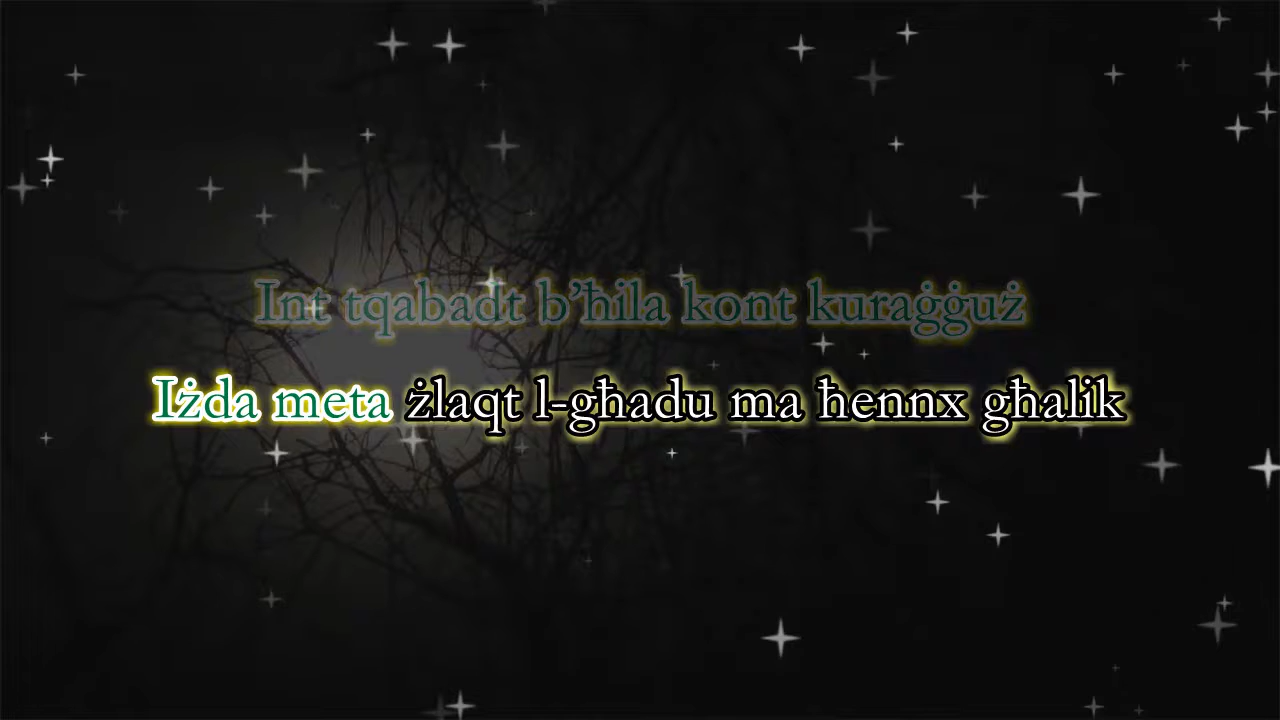 Int tqabadt b’ħila kont kuraġġuż
Iżda meta żlaqt l-għadu ma ħennx għalik